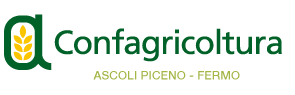 Confagricoltura
ASCOLI PICENO - FERMO